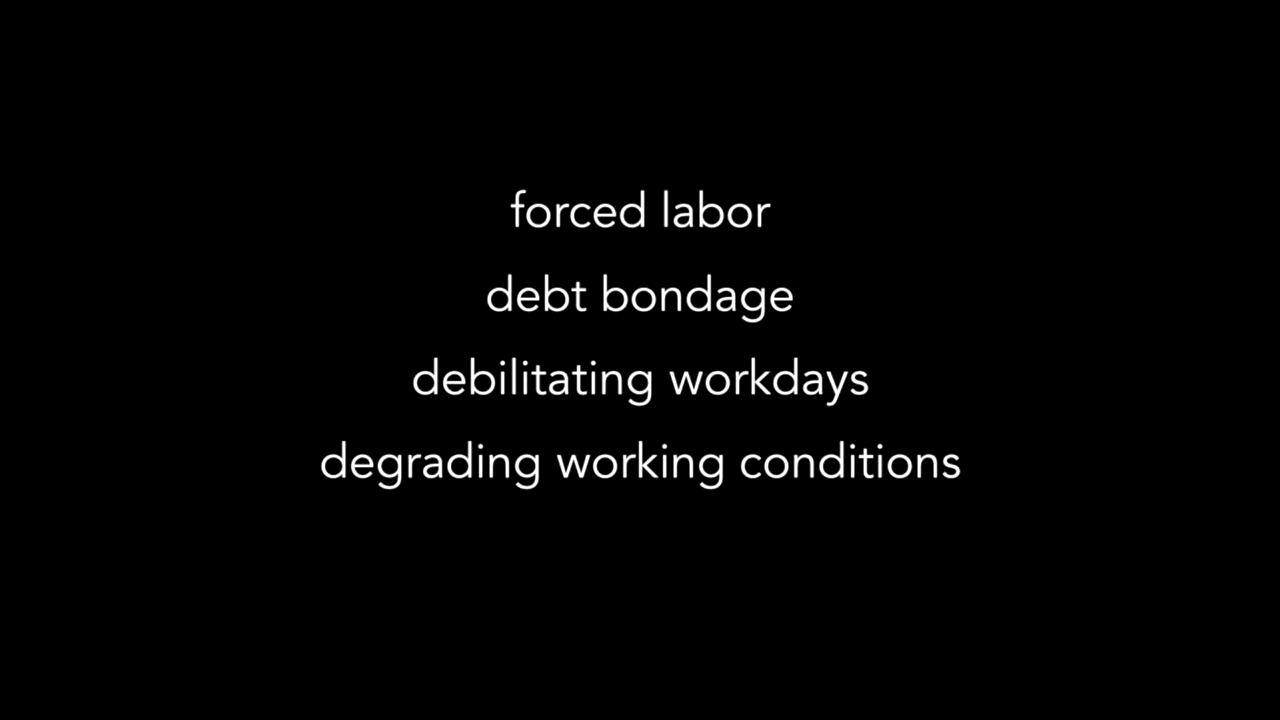 forced labor
debt bondage
debilitating workdays
degrading working conditions